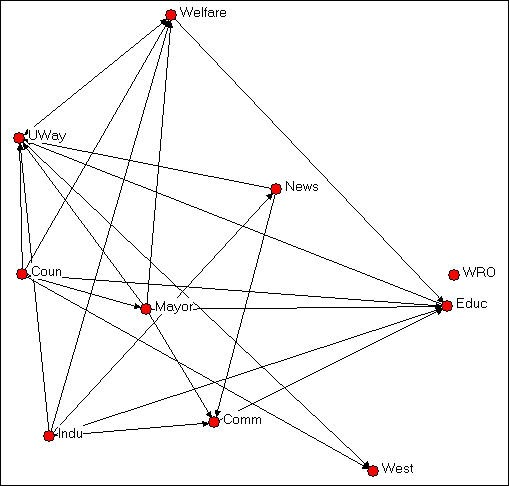 Welfare
UWay
News
Coun
WRO
Educ
Mayor
Comm
Indu
West